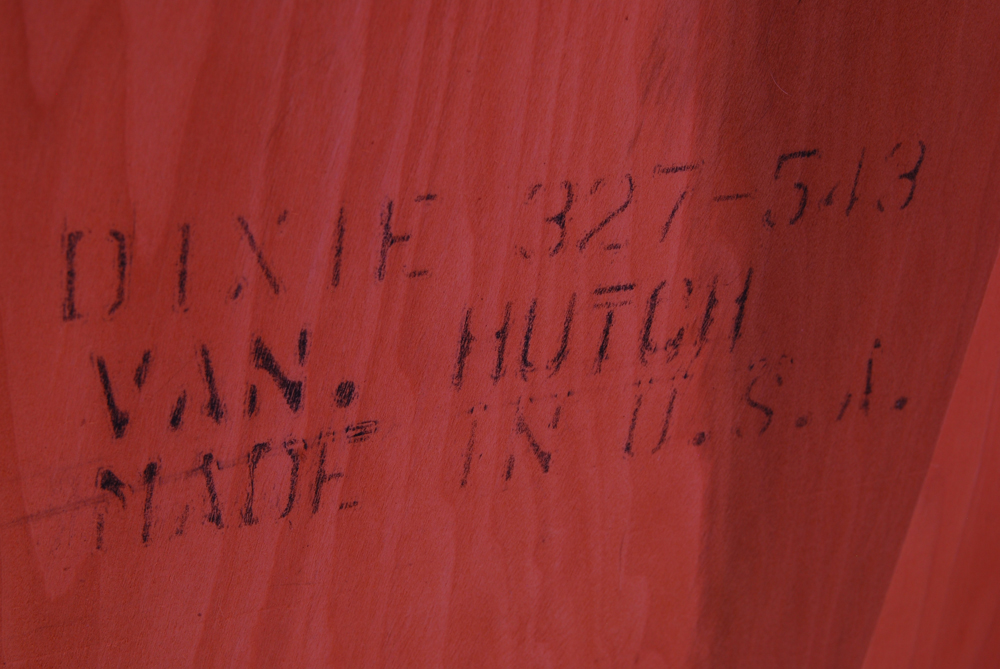 DIXIE 327-543
VAN. HUTCH
MADE IN U.S.A.